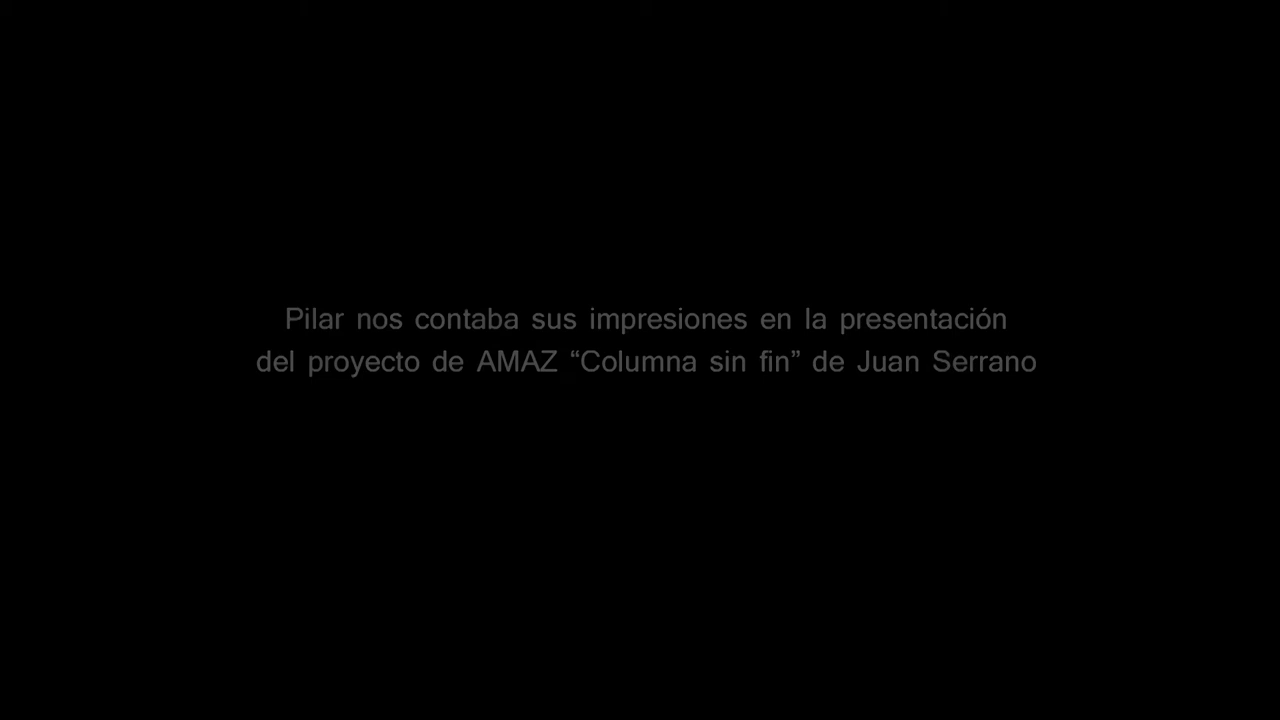 Pilar nos contaba sus impresiones en la presentación
del proyecto de AMAZ “Columna sin fin” de Juan Serrano